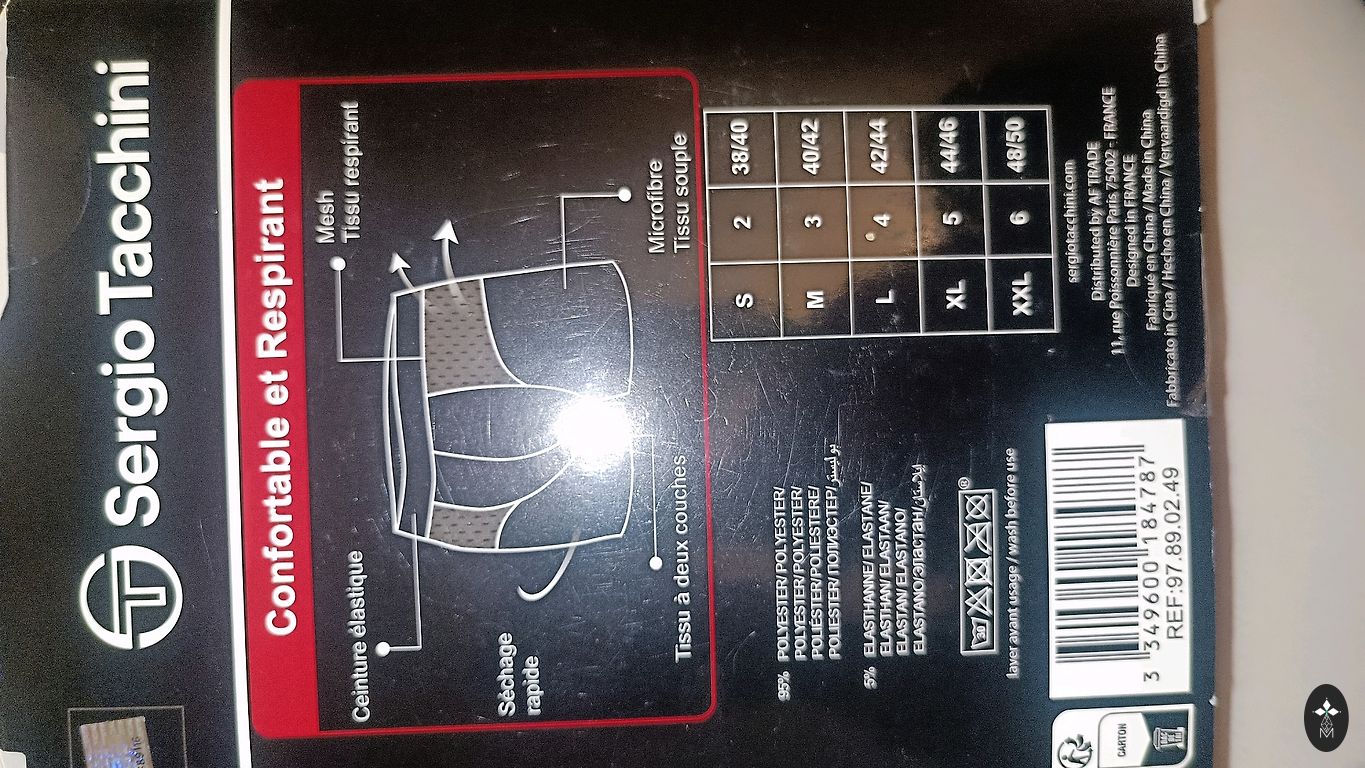 Sergio Tacchini
Confortable et Respirant
Ceinture élastique
Mesh
Tissu respirant
Séchage
rapide
Microfibre
Tissu souple
Tissu à deux couches
S 2 38/40
M 3 40/42
L 4 42/44
XL 5 44/46
XXL 6 48/50
95% POLYESTER/ POLYESTER/
POLYESTER/ POLYESTER/
POLIÉSTER/POLIESTERE/
POLIESTER/ПОЛИЭСТЕР/بوليستر
5% ELASTHANNE/ ELASTANE/
ELASTHAN/ ELASTAAN/
ELASTAN/ ELASTANO/
ELASTANO/ЭЛАСТАН/إيلاستان
30
laver avant usage / wash before use
sergiotacchini.com
Distributed by AF TRADE
11, rue Poissonnière Paris 75002 - FRANCE
Designed in FRANCE
Fabriqué en Chine / Made in China
Fabbricato in Cina / Hecho en China / Vervaardigd in China
3 349600 184787
REF:97.89.02.49
CARTON